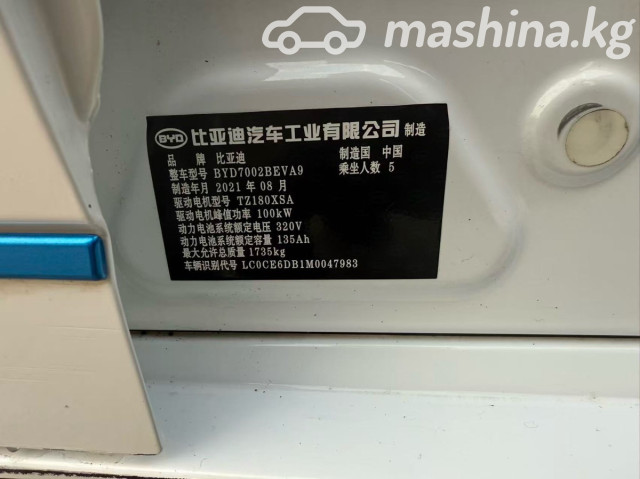 mashina.kg
BYD 比亚迪汽车工业有限公司 制造
品 牌 比亚迪 制造国 中国
整车型号 BYD7002BEVA9 乘坐人数 5
制造年月 2021 年 08 月
驱动电机型号 TZ180XSA
驱动电机峰值功率 100kW
动力电池系统额定电压 320V
动力电池系统额定容量 135Ah
最大允许总质量 1735kg
车辆识别代号 LC0CE6DB1M0047983